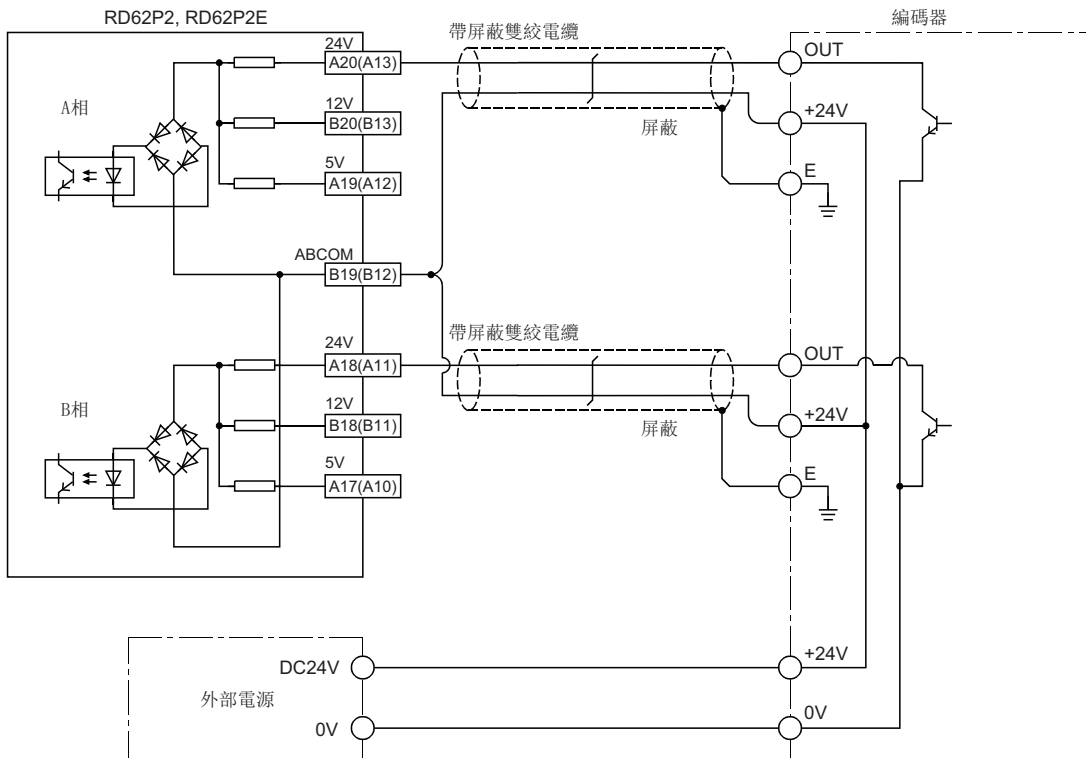 RD62P2, RD62P2E
編碼器
帶屏蔽雙絞電纜
24V
A20(A13)
OUT
12V
B20(B13)
+24V
A相
屏蔽
5V
A19(A12)
E
ABCOM
B19(B12)
帶屏蔽雙絞電纜
24V
A18(A11)
OUT
12V
B18(B11)
+24V
B相
屏蔽
5V
A17(A10)
E
DC24V
+24V
外部電源
0V
0V